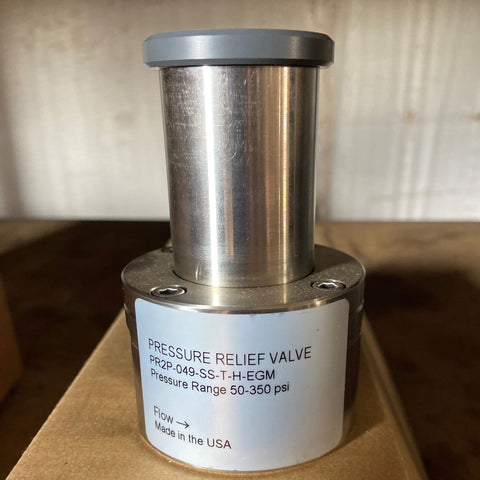 PRESSURE RELIEF VALVE
PR2P-049-SS-T-H-EGM
Pressure Range 50-350 psi
Flow →
Made in the USA